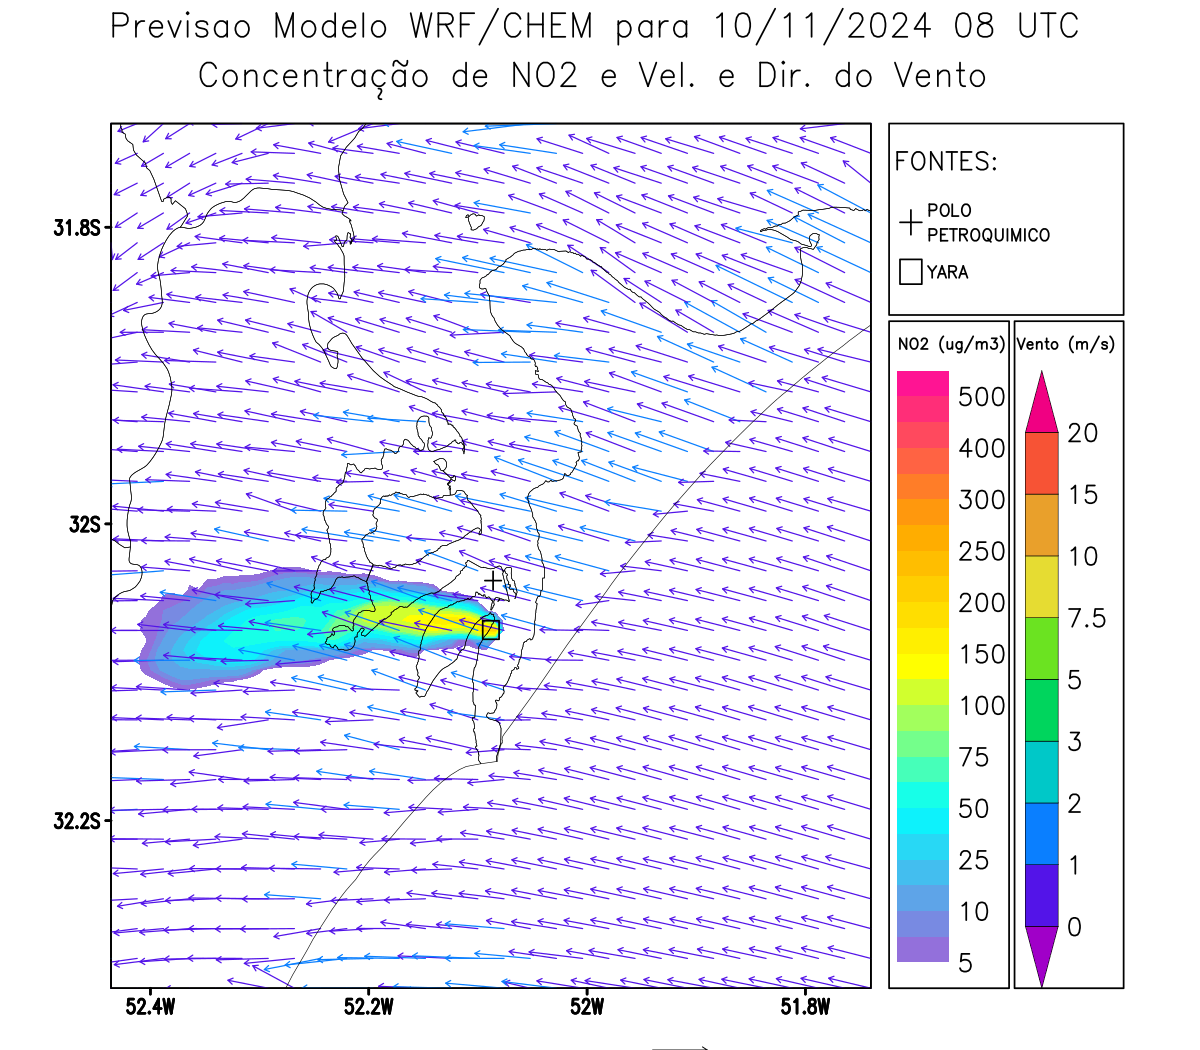 Previsao Modelo WRF/CHEM para 10/11/2024 08 UTC
Concentração de NO2 e Vel. e Dir. do Vento
31.8S
32S
32.2S
52.4W
52.2W
52W
51.8W
FONTES:
POLO
PETROQUIMICO
YARA
NO2 (ug/m3)
500
400
300
250
200
150
100
75
50
25
10
5
Vento (m/s)
20
15
10
7.5
5
3
2
1
0